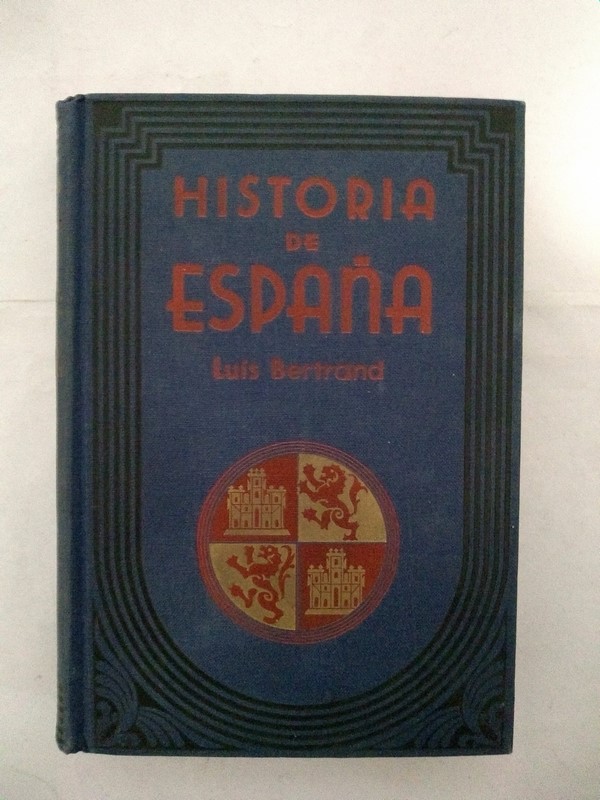 HISTORIA
DE
ESPAÑA
Luis Bertrand